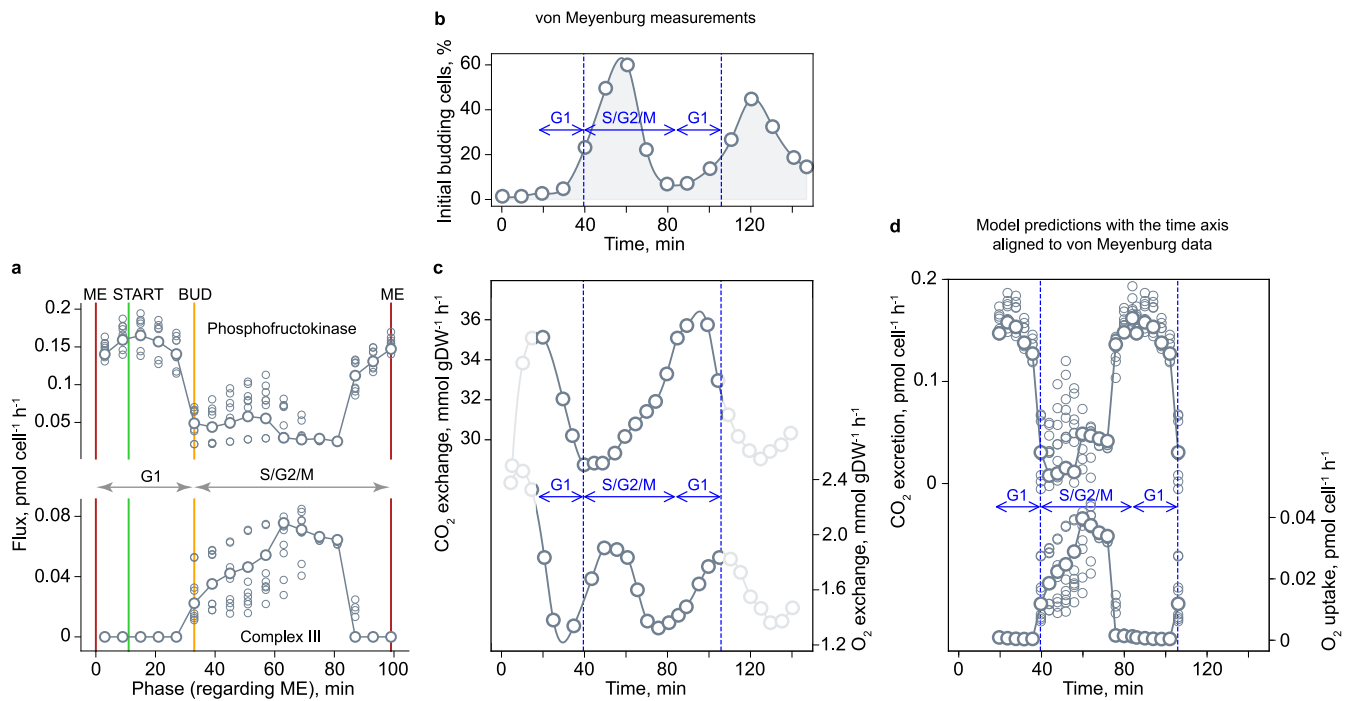 b
von Meyenburg measurements
Initial budding cells, %
60
40
20
0
G1
S/G2/M
G1
0
40
80
120
Time, min
a
ME
START
BUD
ME
Flux, pmol cell⁻¹ h⁻¹
0.2
0.15
0.1
0.05
Phosphofructokinase
G1
S/G2/M
0.08
0.04
0
Complex III
0
20
40
60
80
100
Phase (regarding ME), min
c
CO₂ exchange, mmol gDW⁻¹ h⁻¹
36
34
32
30
G1
S/G2/M
G1
2.4
2.0
1.6
1.2
O₂ exchange, mmol gDW⁻¹ h⁻¹
0
40
80
120
Time, min
d
Model predictions with the time axis
aligned to von Meyenburg data
CO₂ excretion, pmol cell⁻¹ h⁻¹
0.2
0.1
0
G1
S/G2/M
G1
0.04
0.02
0
O₂ uptake, pmol cell⁻¹ h⁻¹
0
40
80
120
Time, min